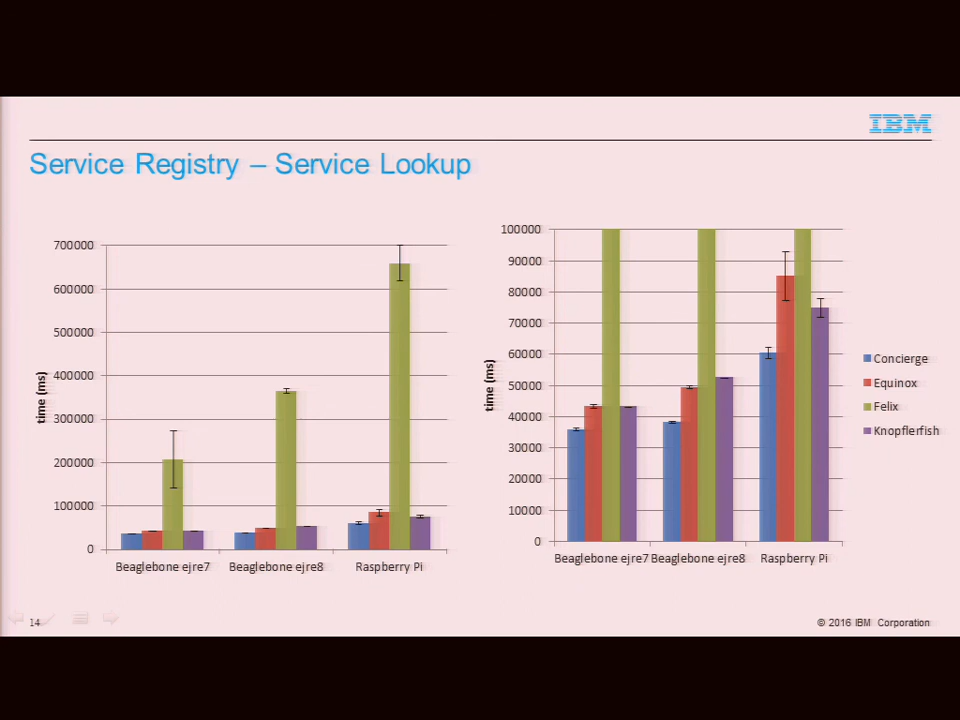 IBM
Service Registry – Service Lookup
700000
600000
500000
400000
300000
200000
100000
0
time (ms)
Beaglebone ejre7
Beaglebone ejre8
Raspberry Pi
100000
90000
80000
70000
60000
50000
40000
30000
20000
10000
0
time (ms)
Beaglebone ejre7
Beaglebone ejre8
Raspberry Pi
Concierge
Equinox
Felix
Knopflerfish
14
© 2016 IBM Corporation